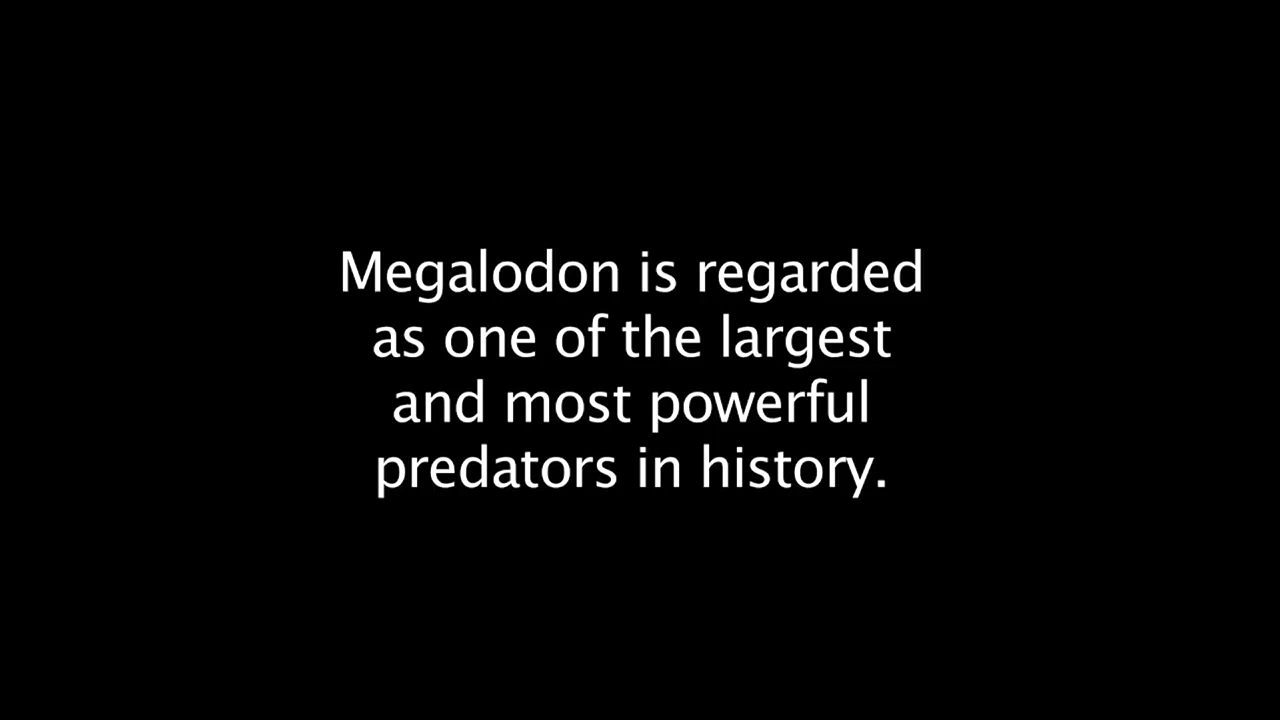 Megalodon is regarded
as one of the largest
and most powerful
predators in history.